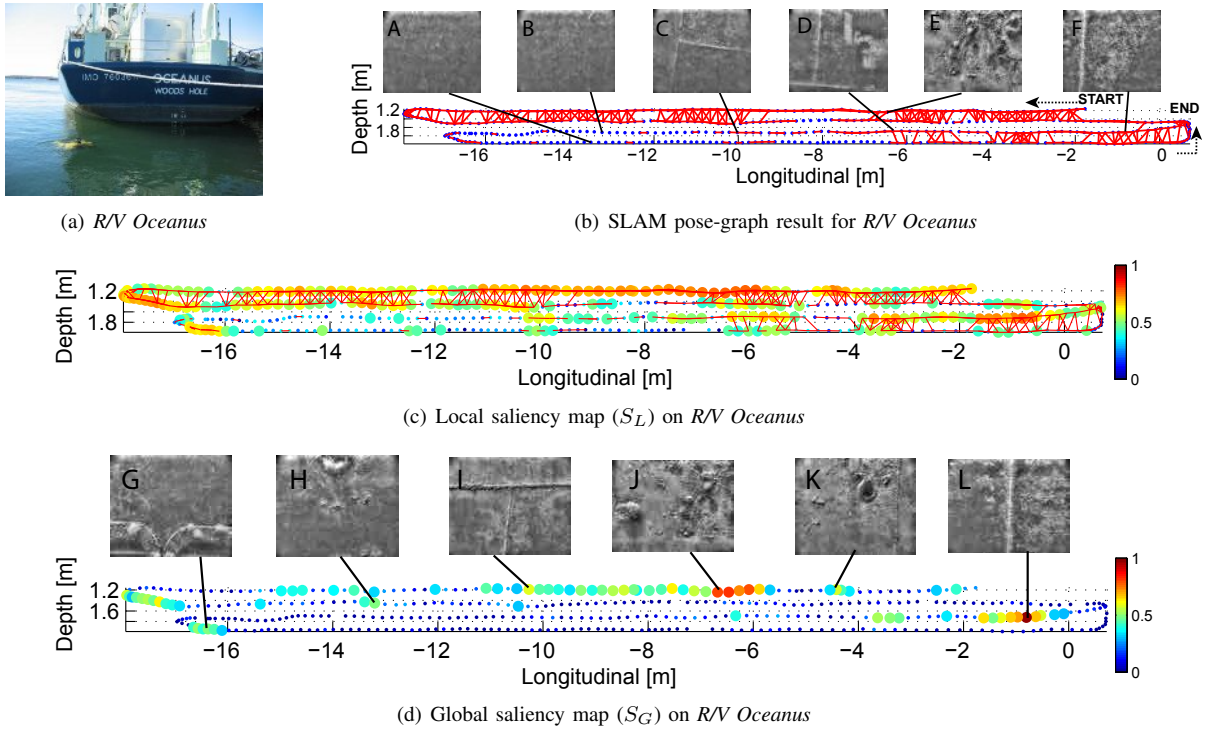 IMO 7603617
OCEANUS
WOODS HOLE
(a) R/V Oceanus
A
B
C
D
E
F
START
END
Depth [m]
1.2
1.8
−16
−14
−12
−10
−8
−6
−4
−2
0
Longitudinal [m]
(b) SLAM pose-graph result for R/V Oceanus
Depth [m]
1.2
1.8
−16
−14
−12
−10
−8
−6
−4
−2
0
Longitudinal [m]
1
0.5
0
(c) Local saliency map (S_L) on R/V Oceanus
G
H
I
J
K
L
Depth [m]
1.2
1.6
−16
−14
−12
−10
−8
−6
−4
−2
0
Longitudinal [m]
1
0.5
0
(d) Global saliency map (S_G) on R/V Oceanus